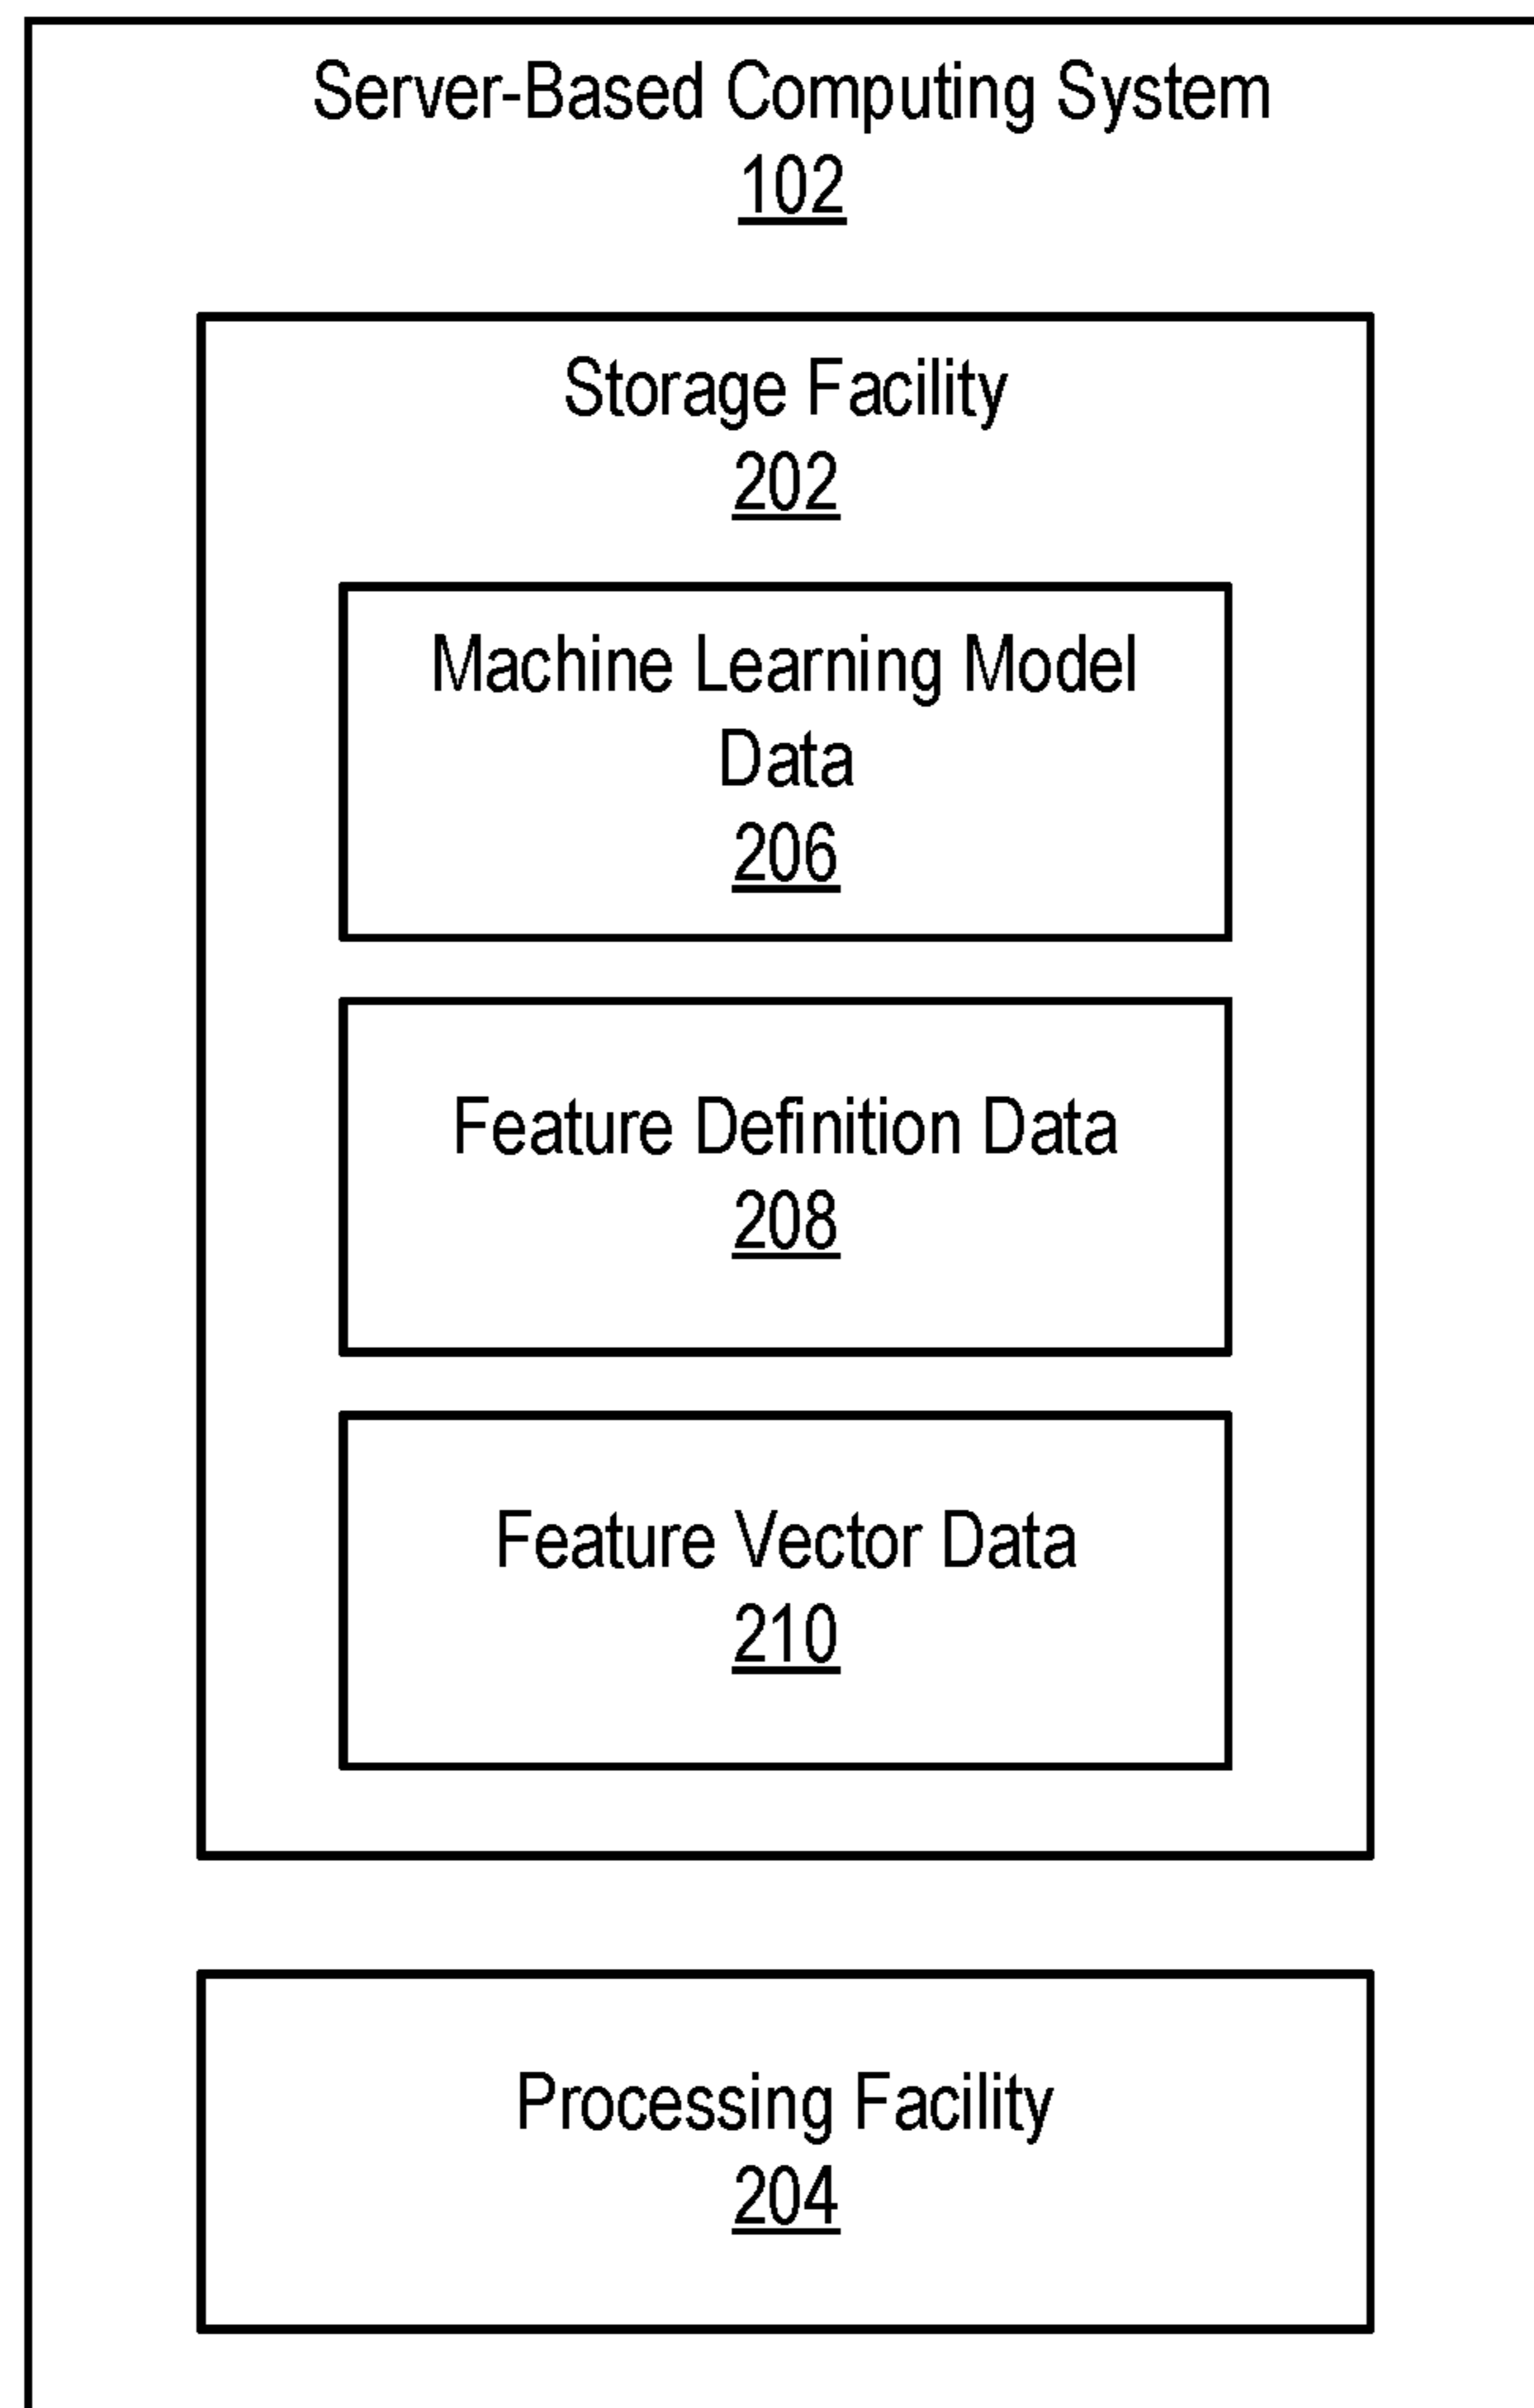 Server-Based Computing System
102
Storage Facility
202
Machine Learning Model
Data
206
Feature Definition Data
208
Feature Vector Data
210
Processing Facility
204